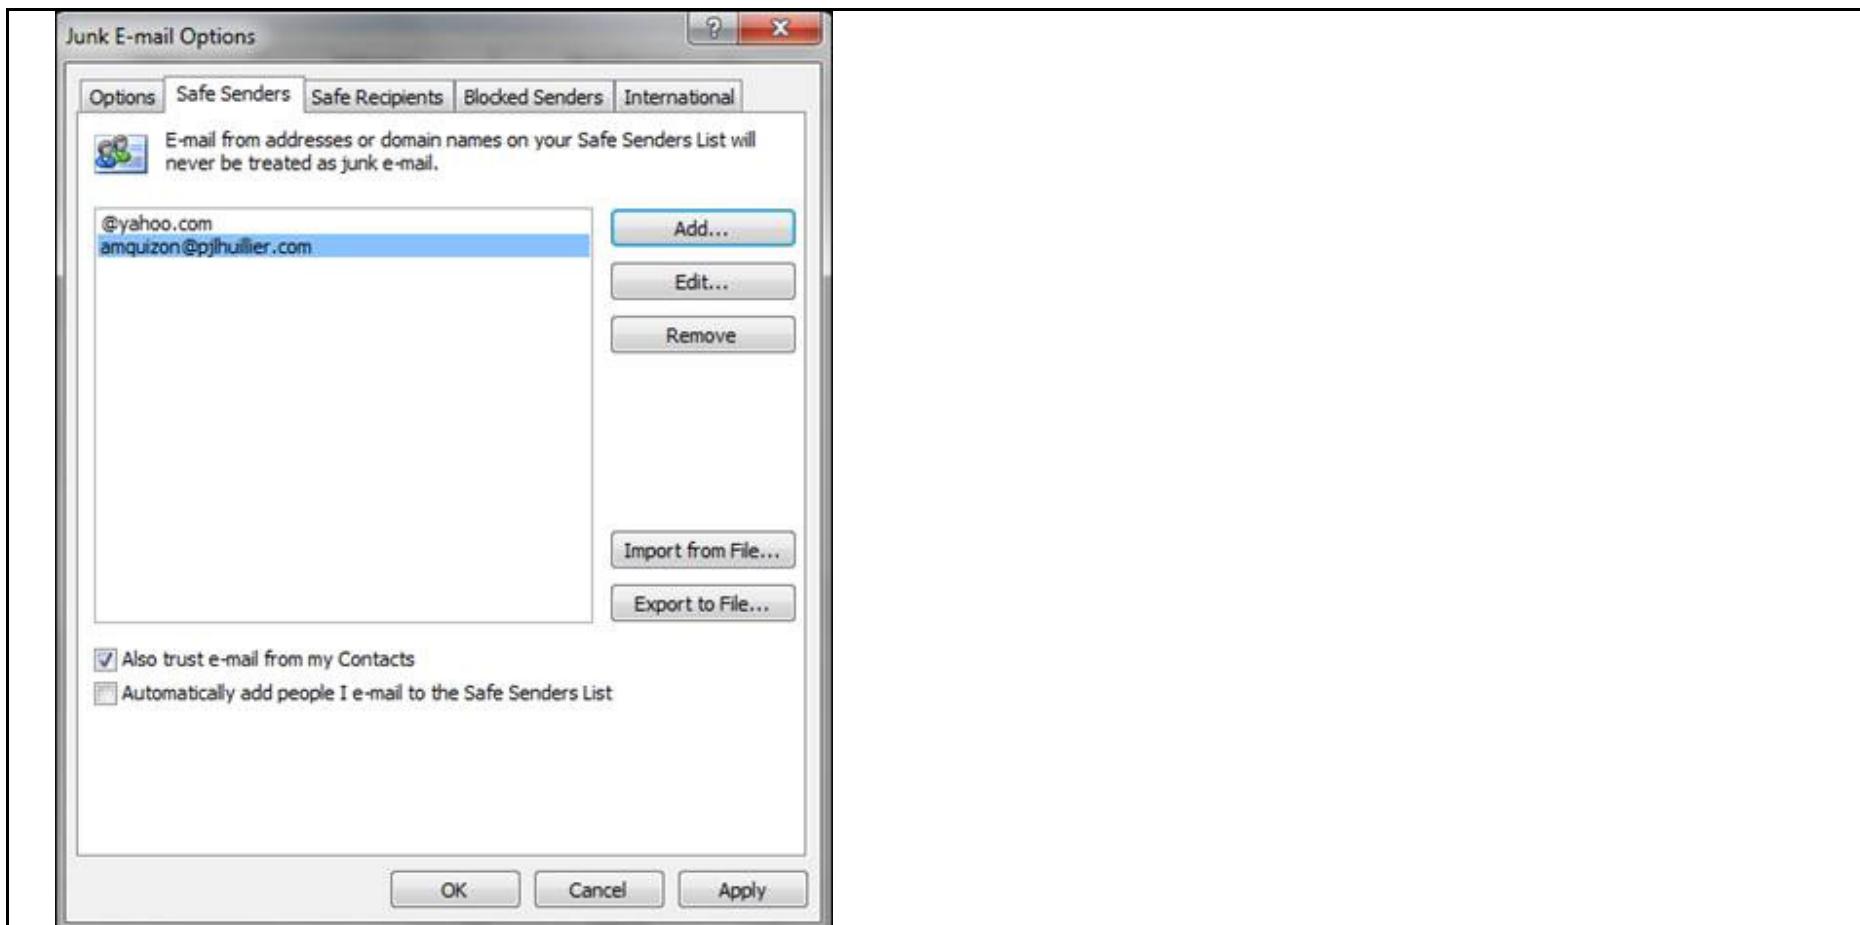 Junk E-mail Options
Options Safe Senders Safe Recipients Blocked Senders International
E-mail from addresses or domain names on your Safe Senders List will
never be treated as junk e-mail.
@yahoo.com
amquizon@pjlhuillier.com
Add...
Edit...
Remove
Import from File...
Export to File...
Also trust e-mail from my Contacts
Automatically add people I e-mail to the Safe Senders List
OK Cancel Apply